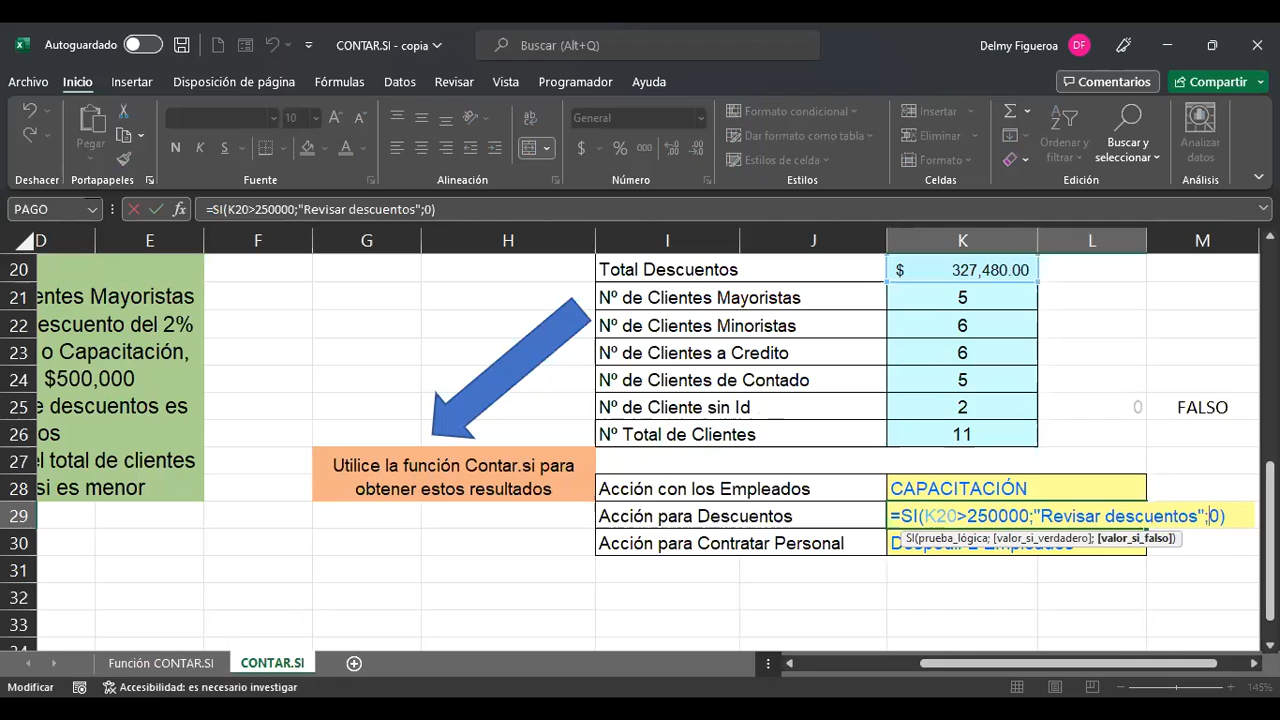 Autoguardado
CONTAR.SI - copia
Buscar (Alt+Q)
Delmy Figueroa
DF
Archivo Inicio Insertar Disposición de página Fórmulas Datos Revisar Vista Programador Ayuda
Comentarios
Compartir
Pegar
10
N K S
General
$ % 000
Formato condicional
Dar formato como tabla
Estilos de celda
Insertar
Eliminar
Formato
Ordenar y filtrar
Buscar y seleccionar
Analizar datos
Deshacer Portapapeles Fuente Alineación Número Estilos Celdas Edición Análisis
PAGO
fx
=SI(K20>250000;"Revisar descuentos";0)
D E F G H I J K L M
20 Total Descuentos $ 327,480.00
21 entes Mayoristas Nº de Clientes Mayoristas 5
22 escuento del 2% Nº de Clientes Minoristas 6
23 o Capacitación, Nº de Clientes a Credito 6
24 $500,000 Nº de Clientes de Contado 5
25 e descuentos es Nº de Cliente sin Id 2 0 FALSO
26 os Nº Total de Clientes 11
27 el total de clientes
Utilice la función Contar.si para
28 si es menor
obtener estos resultados
Acción con los Empleados CAPACITACIÓN
29 Acción para Descuentos =SI(K20>250000;"Revisar descuentos";0)
SI(prueba_lógica; [valor_si_verdadero]; [valor_si_falso])
30 Acción para Contratar Personal
31
32
33
34
Función CONTAR.SI CONTAR.SI
Modificar
Accesibilidad: es necesario investigar
145%